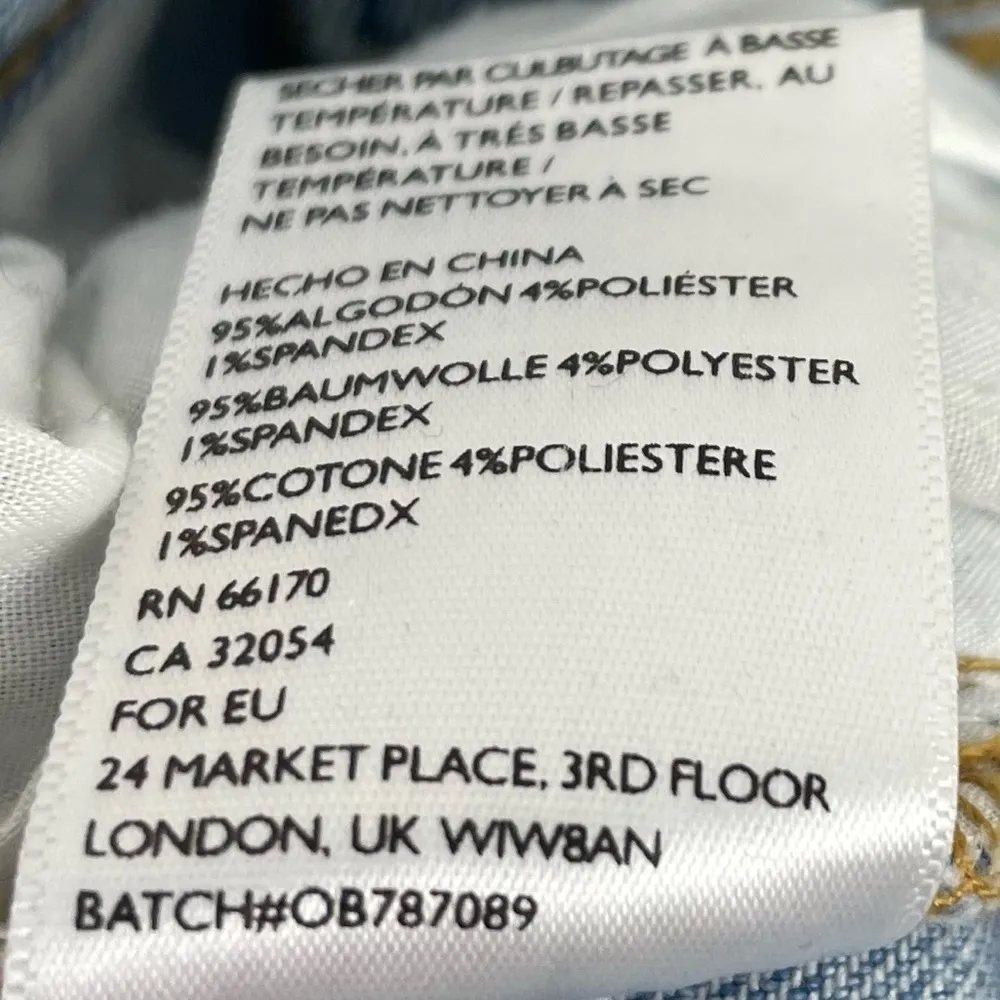 SECHER PAR CULBUTAGE À BASSE
TEMPÉRATURE / REPASSER, AU
BESOIN, À TRÉS BASSE
TEMPÉRATURE /
NE PAS NETTOYER À SEC
HECHO EN CHINA
95%ALGODÓN 4%POLIÉSTER
1%SPANDEX
95%BAUMWOLLE 4%POLYESTER
1%SPANDEX
95%COTONE 4%POLIESTERE
1%SPANEDX
RN 66170
CA 32054
FOR EU
24 MARKET PLACE, 3RD FLOOR
LONDON, UK W1W8AN
BATCH#OB787089